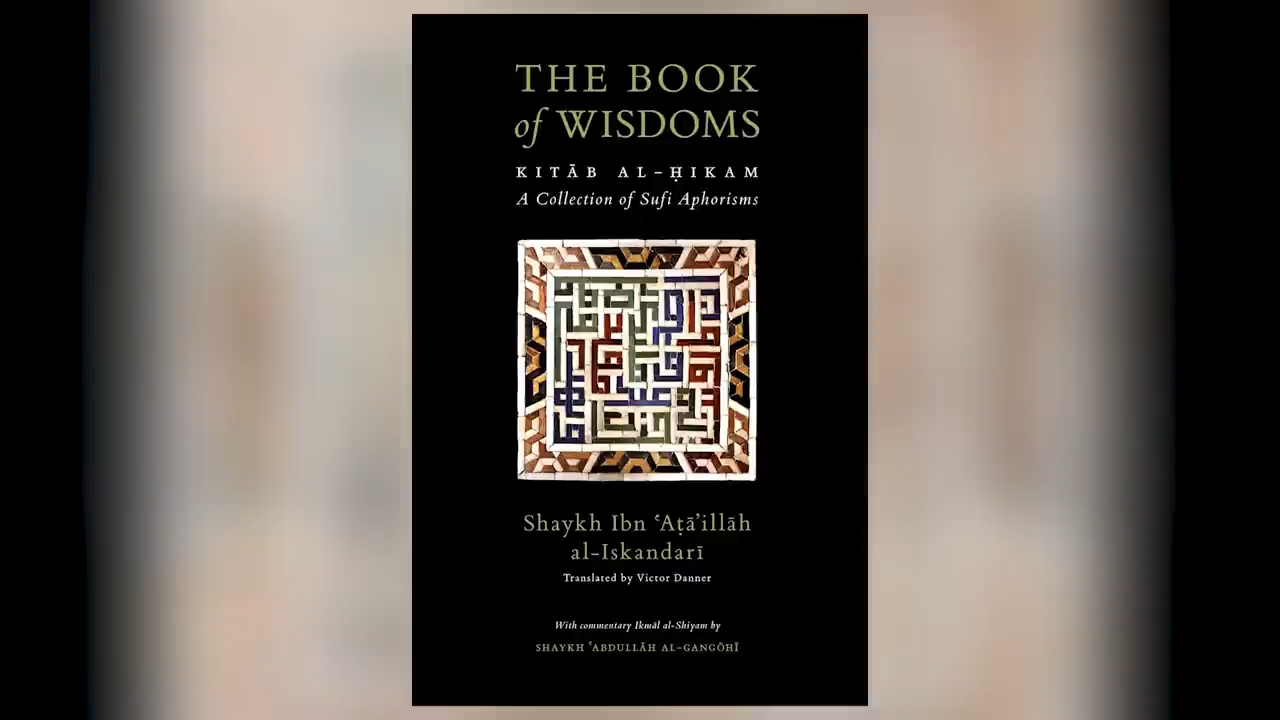 THE BOOK
of WISDOMS
KITĀB AL-ḤIKAM
A Collection of Sufi Aphorisms
Shaykh Ibn ʿAṭāʾillāh
al-Iskandarī
Translated by Victor Danner
With commentary Ikmāl al-Shiyam by
SHAYKH ʿABDULLĀH AL-GANGŌHĪ